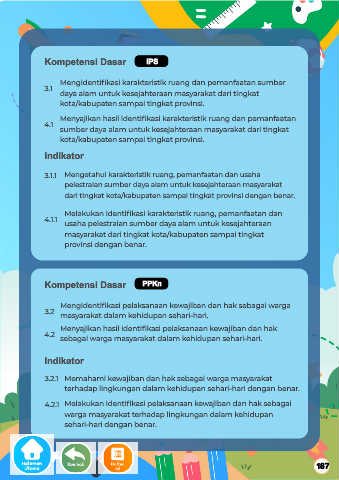 Kompetensi Dasar IPS
3.1 Mengidentifikasi karakteristik ruang dan pemanfaatan sumber
daya alam untuk kesejahteraan masyarakat dari tingkat
kota/kabupaten sampai tingkat provinsi.
4.1 Menyajikan hasil identifikasi karakteristik ruang dan pemanfaatan
sumber daya alam untuk kesejahteraan masyarakat dari tingkat
kota/kabupaten sampai tingkat provinsi.
Indikator
3.1.1 Mengetahui karakteristik ruang, pemanfaatan dan usaha
pelestraian sumber daya alam untuk kesejahteraan masyarakat
dari tingkat kota/kabupaten sampai tingkat provinsi dengan benar.
4.1.1 Melakukan identifikasi karakteristik ruang, pemanfaatan dan
usaha pelestraian sumber daya alam untuk kesejahteraan
masyarakat dari tingkat kota/kabupaten sampai tingkat
provinsi dengan benar.
Kompetensi Dasar PPKn
3.2 Mengidentifikasi pelaksanaan kewajiban dan hak sebagai warga
masyarakat dalam kehidupan sehari-hari.
4.2 Menyajikan hasil identifikasi pelaksanaan kewajiban dan hak
sebagai warga masyarakat dalam kehidupan sehari-hari.
Indikator
3.2.1 Memahami kewajiban dan hak sebagai warga masyarakat
terhadap lingkungan dalam kehidupan sehari-hari dengan benar.
4.2.1 Melakukan identifikasi pelaksanaan kewajiban dan hak sebagai
warga masyarakat terhadap lingkungan dalam kehidupan
sehari-hari dengan benar.
Halaman
Utama
Kembali
187